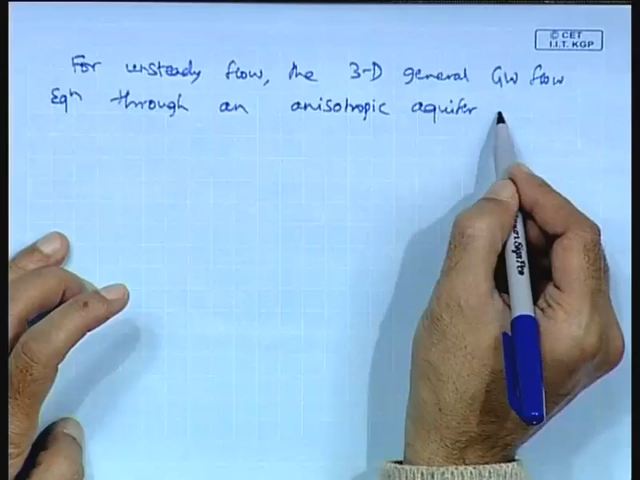 © CET
I.I.T. KGP
For unsteady flow, the 3-D general GW flow
Eqn through an anisotropic aquifer